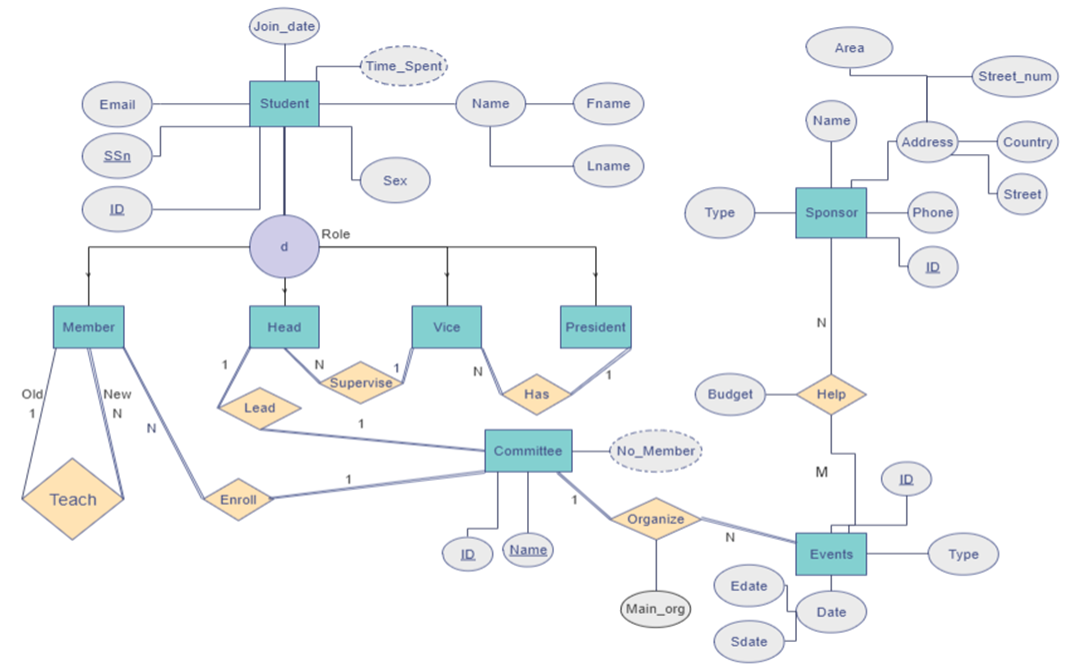 Join_date
Time_Spent
Email
Student
Name
Fname
SSn
Lname
Sex
ID
Area
Street_num
Name
Address
Country
Street
Type
Sponsor
Phone
ID
d
Role
Member
Head
Vice
President
Old
1
New
N
N
1
N
1
N
1
Supervise
Has
Lead
1
Teach
Enroll
1
Committee
No_Member
ID
Name
1
Organize
N
Main_org
N
Budget
Help
M
ID
Events
Type
Edate
Date
Sdate